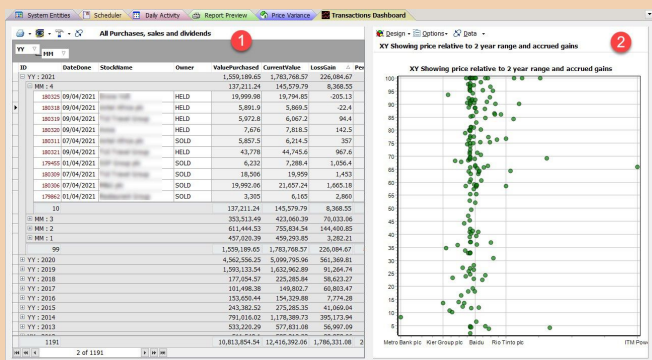 System Entities Scheduler Daily Activity Report Preview Price Variance Transactions Dashboard
All Purchases, sales and dividends
1
YY
MM
ID DateDone StockName Owner ValuePurchased CurrentValue LossGain
YY : 2021 1,559,189.65 1,783,768.57 226,084.67
MM : 4 137,211.24 145,579.79 8,368.55
180325 09/04/2021 HELD 19,999.98 19,794.85 -205.13
180318 09/04/2021 HELD 5,891.9 5,869.5 -22.4
180319 09/04/2021 HELD 5,972.8 6,067.2 94.4
180320 09/04/2021 HELD 7,676 7,818.5 142.5
180311 07/04/2021 SOLD 5,857.5 6,214.5 357
180321 09/04/2021 HELD 43,778 44,745.6 967.6
179455 01/04/2021 SOLD 6,232 7,288.4 1,056.4
180309 07/04/2021 SOLD 18,506 19,959 1,453
180306 07/04/2021 SOLD 19,992.06 21,657.24 1,665.18
179862 01/04/2021 SOLD 3,305 6,165 2,860
10 137,211.24 145,579.79 8,368.55
MM : 3 353,513.49 423,060.39 70,033.06
MM : 2 611,444.53 755,834.54 144,400.85
MM : 1 457,020.39 459,293.85 3,282.21
99 1,559,189.65 1,783,768.57 226,084.67
YY : 2020 4,562,556.25 5,099,795.96 561,369.81
YY : 2019 1,593,133.54 1,632,962.89 91,264.74
YY : 2018 177,054.57 225,285.84 58,623.27
YY : 2017 101,498.38 149,802.7 60,803.47
YY : 2016 153,650.44 154,329.88 7,774.28
YY : 2015 243,382.52 275,285.35 41,069.04
YY : 2014 791,016.02 1,178,389.73 395,173.94
YY : 2013 533,220.29 577,831.08 56,997.09
1191 10,813,854.54 12,416,392.06 1,786,331.08
2 of 1191
Design Options Data
2
XY Showing price relative to 2 year range and accrued gains
XY Showing price relative to 2 year range and accrued gains
100
95
90
85
80
75
70
65
60
55
50
45
40
35
30
25
20
15
10
5
Metro Bank plc Kier Group plc Baidu Rio Tinto plc ITM Pow